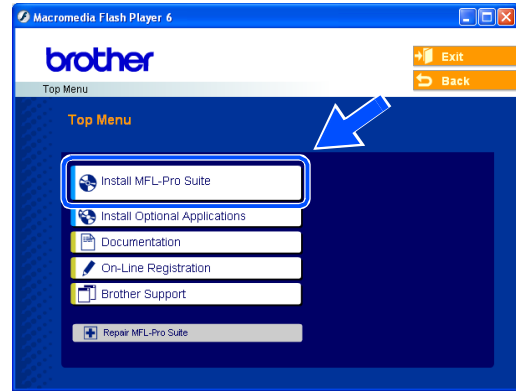 Macromedia Flash Player 6
brother
Exit
Back
Top Menu
Top Menu
Install MFL-Pro Suite
Install Optional Applications
Documentation
On-Line Registration
Brother Support
Repair MFL-Pro Suite